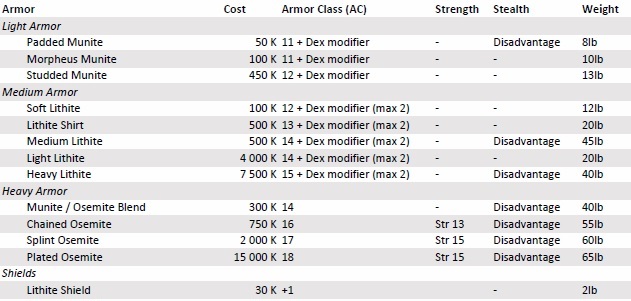 Armor Cost Armor Class (AC) Strength Stealth Weight
Light Armor
Padded Munite 50 K 11 + Dex modifier - Disadvantage 8lb
Morpheus Munite 100 K 11 + Dex modifier - - 10lb
Studded Munite 450 K 12 + Dex modifier - - 13lb
Medium Armor
Soft Lithite 100 K 12 + Dex modifier (max 2) - - 12lb
Lithite Shirt 500 K 13 + Dex modifier (max 2) - - 20lb
Medium Lithite 500 K 14 + Dex modifier (max 2) - Disadvantage 45lb
Light Lithite 4 000 K 14 + Dex modifier (max 2) - - 20lb
Heavy Lithite 7 500 K 15 + Dex modifier (max 2) - Disadvantage 40lb
Heavy Armor
Munite / Osemite Blend 300 K 14 - Disadvantage 40lb
Chained Osemite 750 K 16 Str 13 Disadvantage 55lb
Splint Osemite 2 000 K 17 Str 15 Disadvantage 60lb
Plated Osemite 15 000 K 18 Str 15 Disadvantage 65lb
Shields
Lithite Shield 30 K +1 - 2lb